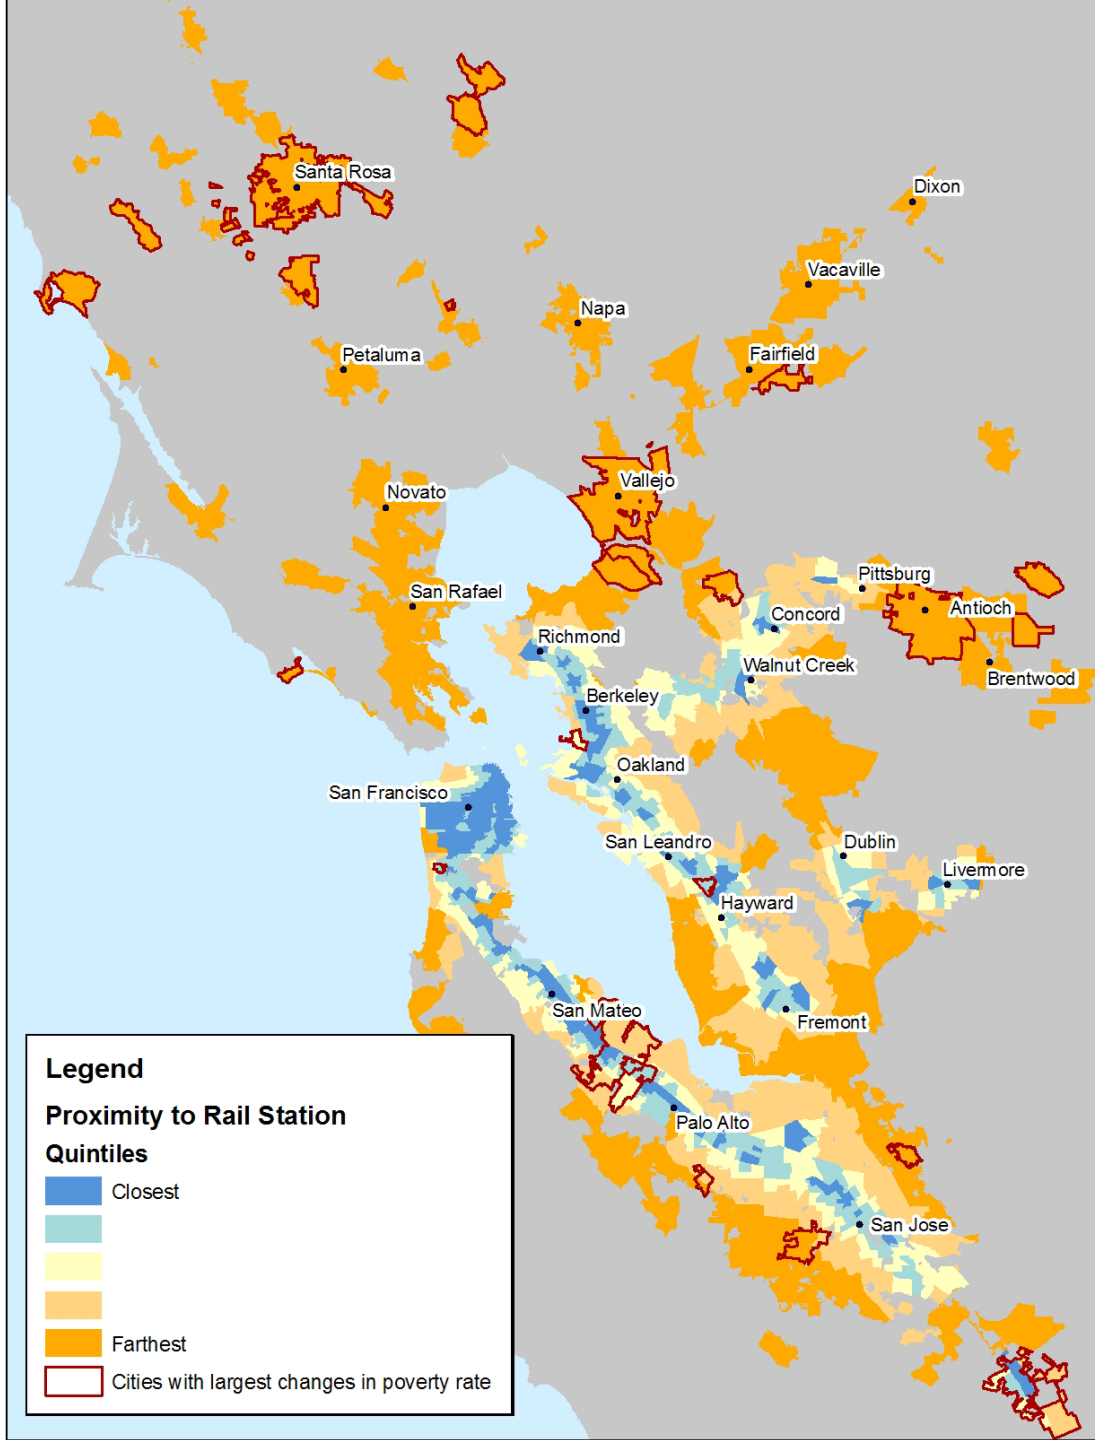 Santa Rosa
Dixon
Vacaville
Napa
Petaluma
Fairfield
Vallejo
Novato
Pittsburg
San Rafael
Antioch
Concord
Richmond
Walnut Creek
Brentwood
Berkeley
Oakland
San Francisco
San Leandro
Dublin
Livermore
Hayward
San Mateo
Fremont
Palo Alto
San Jose
Legend
Proximity to Rail Station
Quintiles
Closest
Farthest
Cities with largest changes in poverty rate